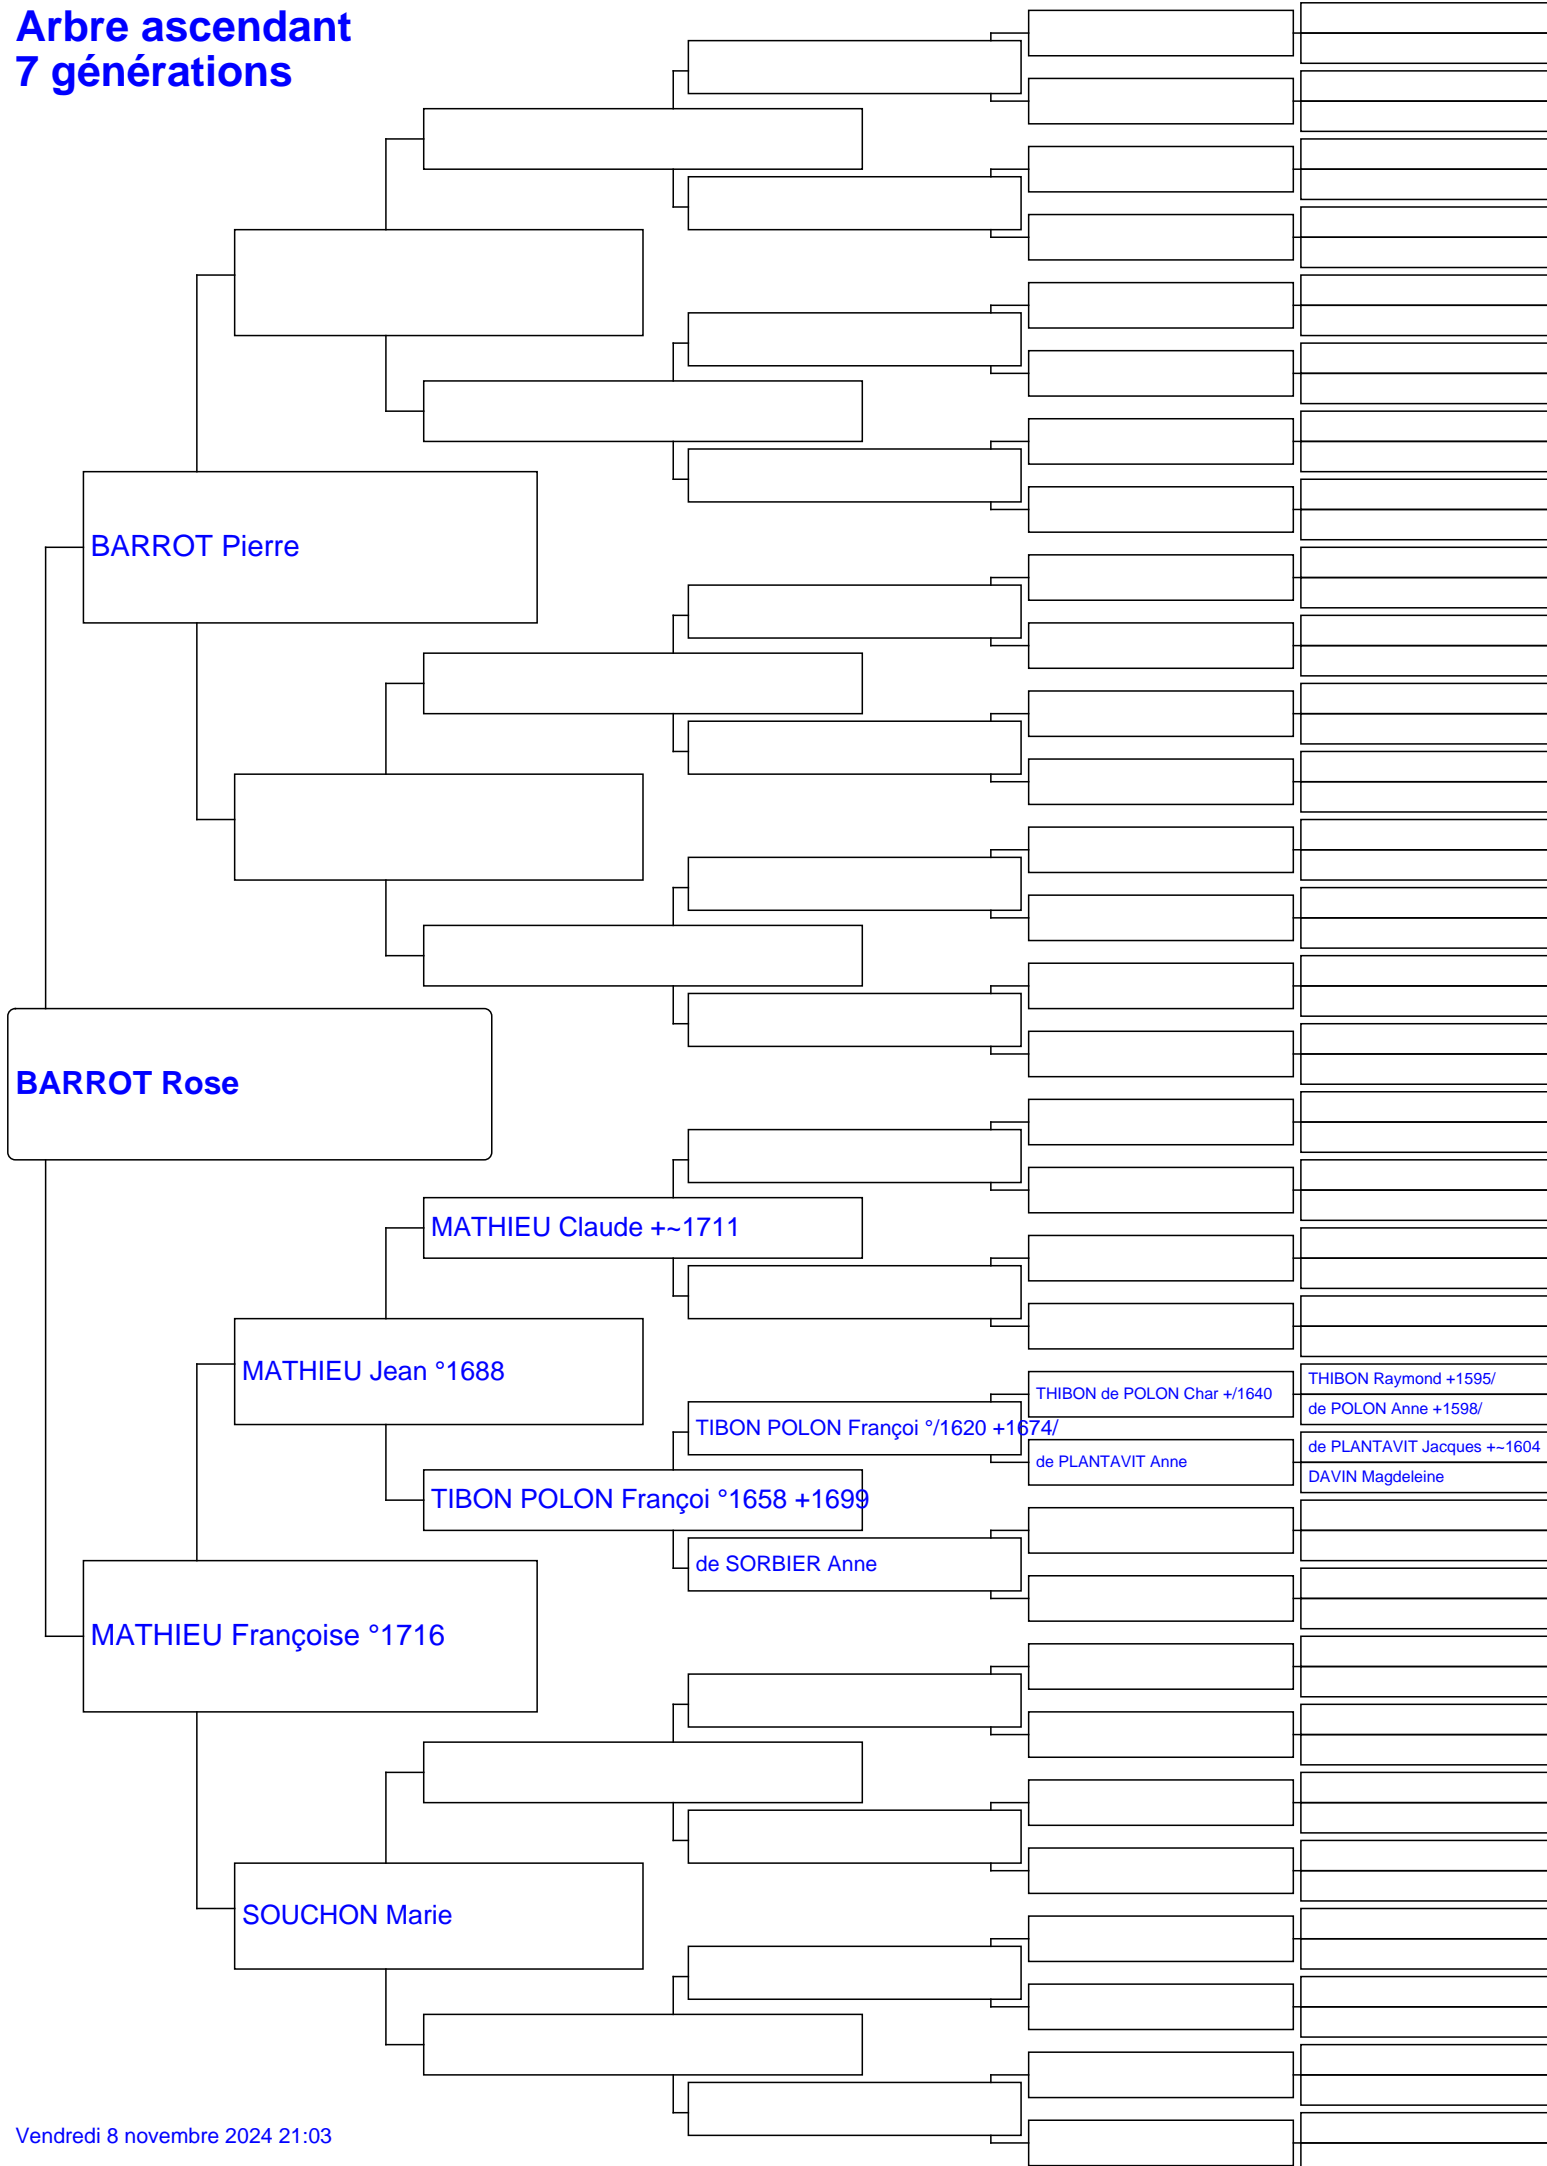 Arbre ascendant
7 générations
BARROT Pierre
BARROT Rose
MATHIEU Claude +~1711
MATHIEU Jean °1688
THIBON Raymond +1595/
THIBON de POLON Char +/1640
de POLON Anne +1598/
TIBON POLON Françoi °/1620 +1674/
de PLANTAVIT Jacques +~1604
de PLANTAVIT Anne
DAVIN Magdeleine
TIBON POLON Françoi °1658 +1699
de SORBIER Anne
MATHIEU Françoise °1716
SOUCHON Marie
Vendredi 8 novembre 2024 21:03